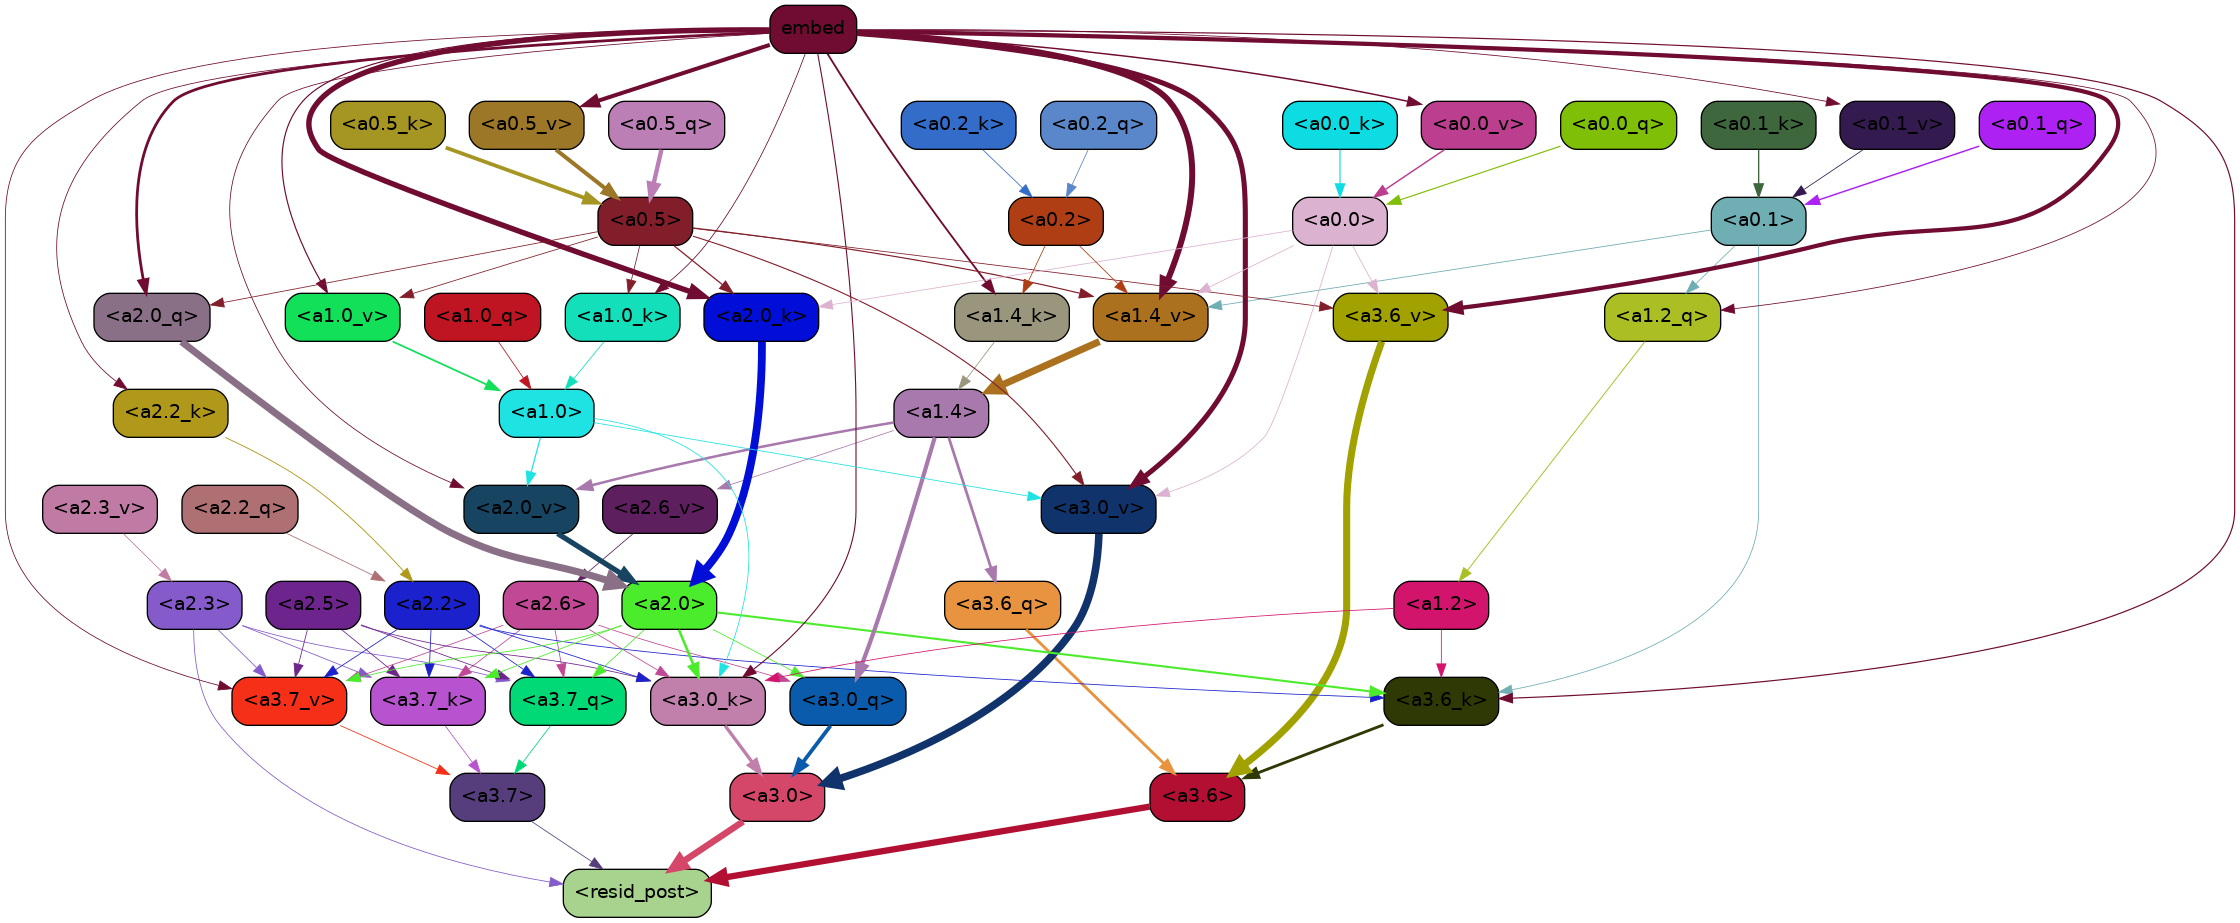 embed
<a0.5_k> <a0.5_v> <a0.5_q> <a0.2_k> <a0.2_q> <a0.0_k> <a0.0_v> <a0.0_q> <a0.1_k> <a0.1_v> <a0.1_q>
<a0.5> <a0.2> <a0.0> <a0.1>
<a2.0_q> <a1.0_v> <a1.0_q> <a1.0_k> <a2.0_k> <a1.4_k> <a1.4_v> <a3.6_v> <a1.2_q>
<a2.2_k> <a1.0> <a1.4>
<a2.3_v> <a2.2_q> <a2.0_v> <a2.6_v> <a3.0_v>
<a2.3> <a2.5> <a2.2> <a2.6> <a2.0> <a3.6_q> <a1.2>
<a3.7_v> <a3.7_k> <a3.7_q> <a3.0_k> <a3.0_q> <a3.6_k>
<a3.7> <a3.0> <a3.6>
<resid_post>